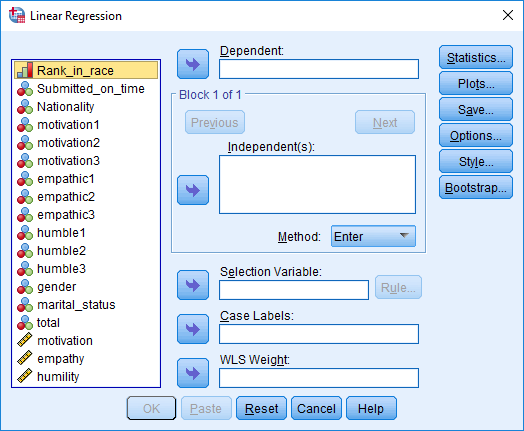 Linear Regression
Rank_in_race
Submitted_on_time
Nationality
motivation1
motivation2
motivation3
empathic1
empathic2
empathic3
humble1
humble2
humble3
gender
marital_status
total
motivation
empathy
humility
Dependent:
Block 1 of 1
Previous Next
Independent(s):
Method: Enter
Selection Variable:
Rule...
Case Labels:
WLS Weight:
Statistics...
Plots...
Save...
Options...
Style...
Bootstrap...
OK Paste Reset Cancel Help